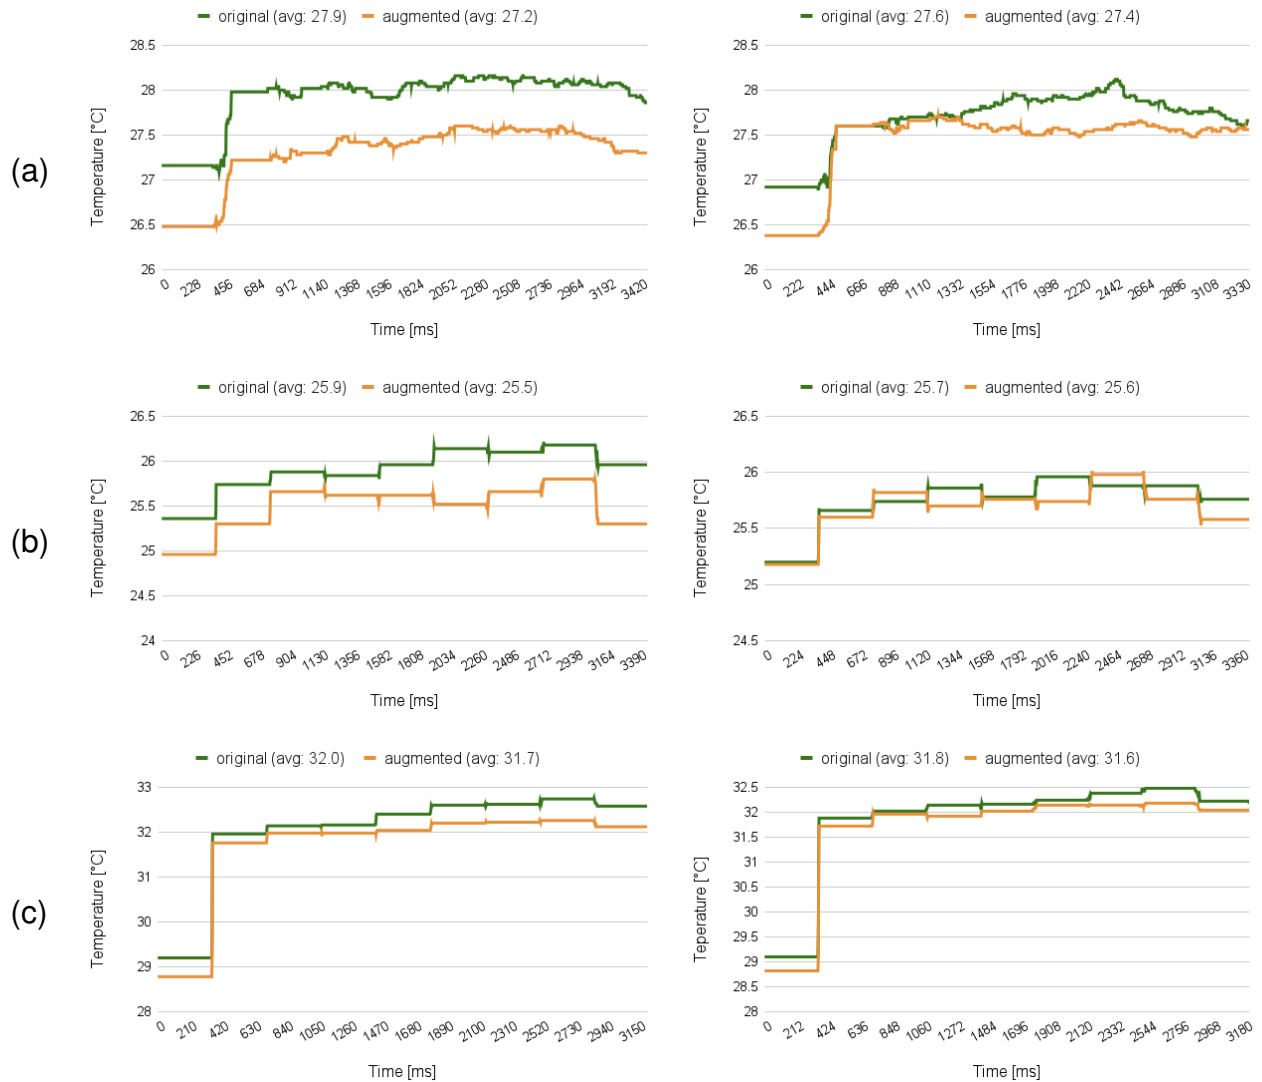 original (avg: 27.9) augmented (avg: 27.2)
original (avg: 27.6) augmented (avg: 27.4)
(a)
Temperature [°C]
28.5
28
27.5
27
26.5
26
0 228 456 684 912 1140 1368 1596 1824 2052 2280 2508 2736 2964 3192 3420
Time [ms]
Temperature [°C]
28.5
28
27.5
27
26.5
26
0 222 444 666 888 1110 1332 1554 1776 1998 2220 2442 2664 2886 3108 3330
Time [ms]
original (avg: 25.9) augmented (avg: 25.5)
original (avg: 25.7) augmented (avg: 25.6)
(b)
Temperature [°C]
26.5
26
25.5
25
24.5
24
0 226 452 678 904 1130 1356 1582 1808 2034 2260 2486 2712 2938 3164 3390
Time [ms]
Temperature [°C]
26.5
26
25.5
25
24.5
0 224 448 672 896 1120 1344 1568 1792 2016 2240 2464 2688 2912 3136 3360
Time [ms]
original (avg: 32.0) augmented (avg: 31.7)
original (avg: 31.8) augmented (avg: 31.6)
(c)
Temperature [°C]
33
32
31
30
29
28
0 210 420 630 840 1050 1260 1470 1680 1890 2100 2310 2520 2730 2940 3150
Time [ms]
Teperature [°C]
32.5
32
31.5
31
30.5
30
29.5
29
28.5
28
0 212 424 636 848 1060 1272 1484 1696 1908 2120 2332 2544 2756 2968 3180
Time [ms]